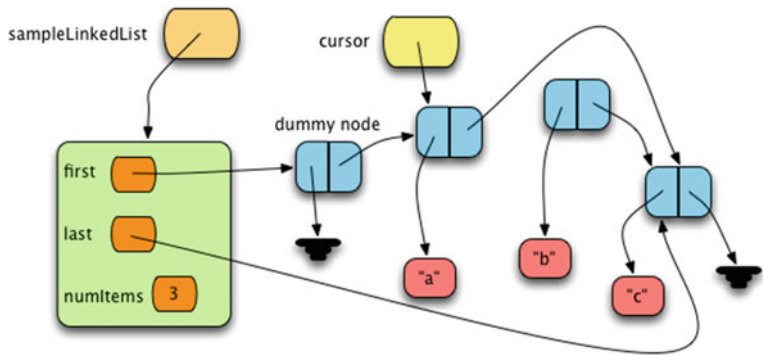 sampleLinkedList
cursor
dummy node
first
last
numItems 3
"a"
"b"
"c"